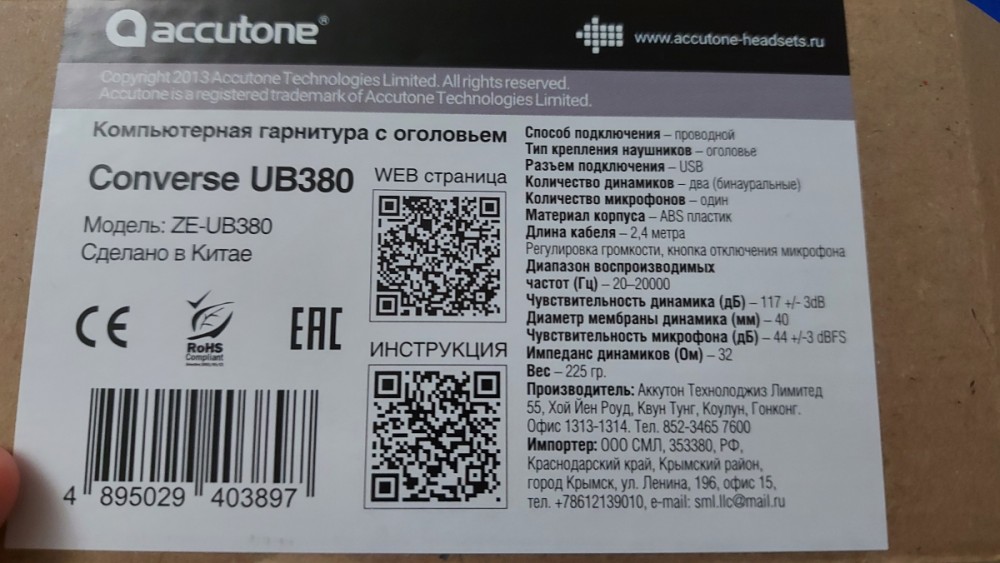 accutone®
www.accutone-headsets.ru
Copyright 2013 Accutone Technologies Limited. All rights reserved.
Accutone is a registered trademark of Accutone Technologies Limited.
Компьютерная гарнитура с оголовьем
Converse UB380
Модель: ZE-UB380
Сделано в Китае
CE
RoHS
Compliant
EAC
4 895029 403897
WEB страница
ИНСТРУКЦИЯ
Способ подключения – проводной
Тип крепления наушников – оголовье
Разъем подключения – USB
Количество динамиков – два (бинауральные)
Количество микрофонов – один
Материал корпуса – ABS пластик
Длина кабеля – 2,4 метра
Регулировка громкости, кнопка отключения микрофона
Диапазон воспроизводимых
частот (Гц) – 20–20000
Чувствительность динамика (дБ) – 117 +/- 3dB
Диаметр мембраны динамика (мм) – 40
Чувствительность микрофона (дБ) – 44 +/-3 dBFS
Импеданс динамиков (Ом) – 32
Вес – 225 гр.
Производитель: Аккутон Технолоджиз Лимитед
55, Хой Йен Роуд, Квун Тунг, Коулун, Гонконг.
Офис 1313-1314. Тел. 852-3465 7600
Импортер: ООО СМЛ, 353380, РФ,
Краснодарский край, Крымский район,
город Крымск, ул. Ленина, 196, офис 15,
тел. +78612139010, e-mail: sml.llc@mail.ru